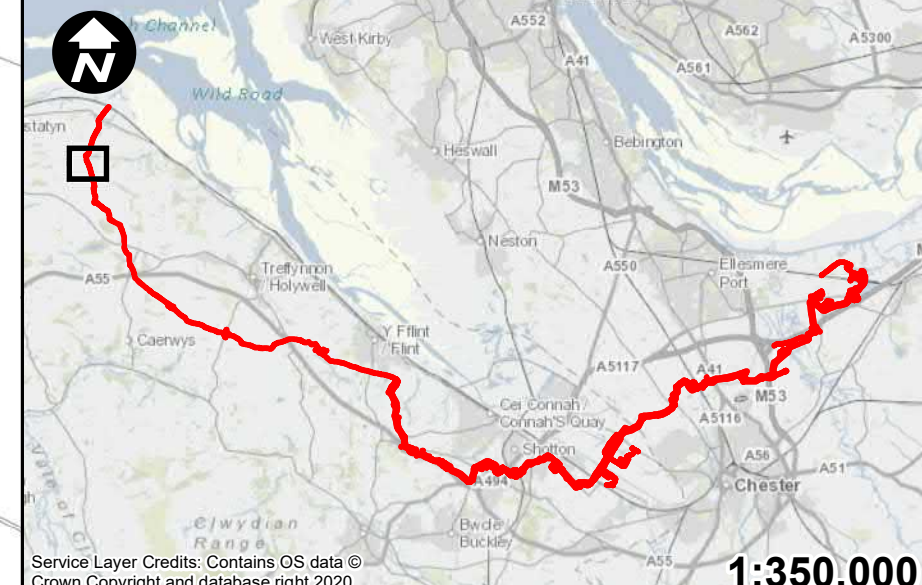 N
h Channel
West Kirby
A552
A41
A562
A5300
A561
Wild Road
statyn
Heswall
Bebington
M53
Neston
A550
Ellesmere
Port
Treffynnon
Holywell
A55
Caerwys
Y Fflint
Flint
A5117
A41
M53
A5116
Cei Connah
Connah'S Quay
Shotton
A494
A56
A51
Chester
Clwydian
Range
Bwcle
Buckley
A55
Service Layer Credits: Contains OS data ©
Crown Copyright and database right 2020
1:350,000